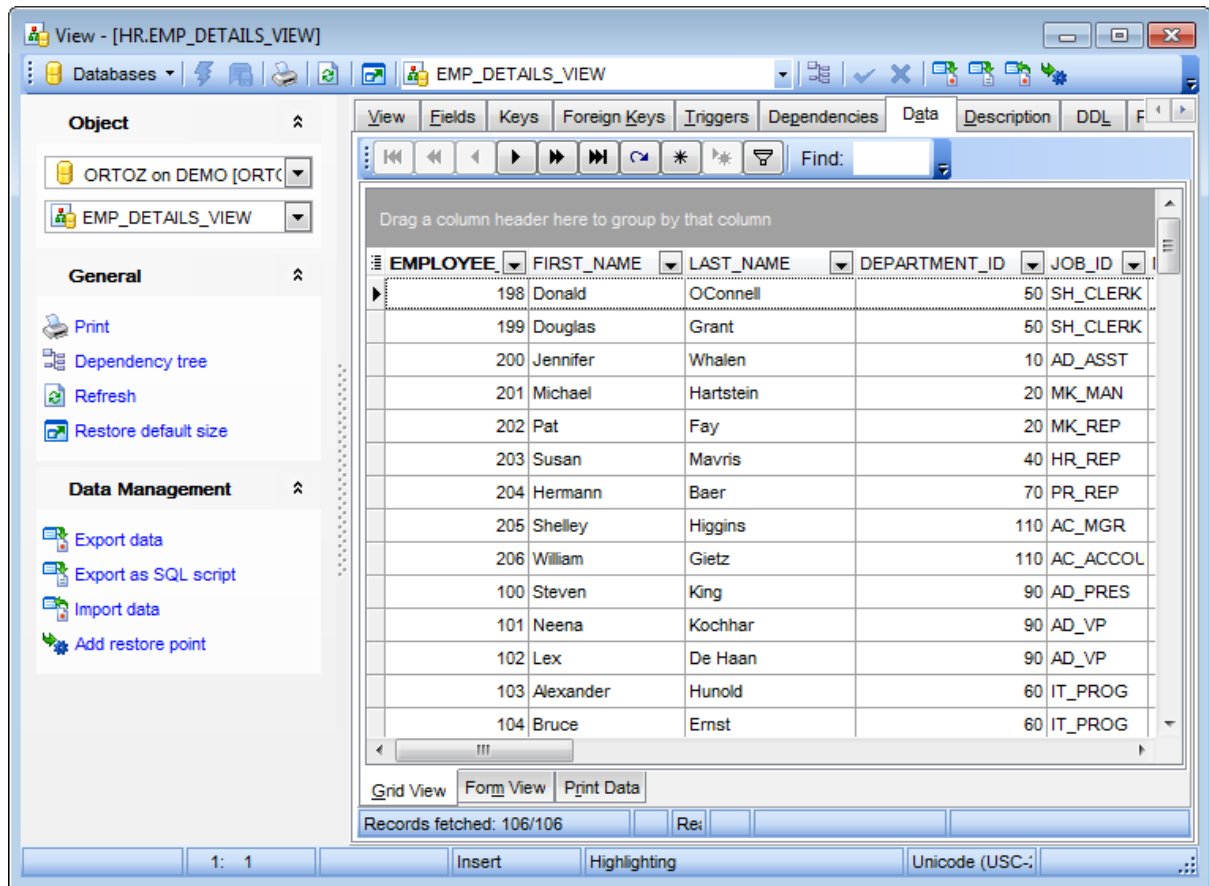 View - [HR.EMP_DETAILS_VIEW]
Databases EMP_DETAILS_VIEW
Object
ORTOZ on DEMO [ORTC
EMP_DETAILS_VIEW
General
Print
Dependency tree
Refresh
Restore default size
Data Management
Export data
Export as SQL script
Import data
Add restore point
View Fields Keys Foreign Keys Triggers Dependencies Data Description DDL
Find:
Drag a column header here to group by that column
EMPLOYEE_ FIRST_NAME LAST_NAME DEPARTMENT_ID JOB_ID
198 Donald OConnell 50 SH_CLERK
199 Douglas Grant 50 SH_CLERK
200 Jennifer Whalen 10 AD_ASST
201 Michael Hartstein 20 MK_MAN
202 Pat Fay 20 MK_REP
203 Susan Mavris 40 HR_REP
204 Hermann Baer 70 PR_REP
205 Shelley Higgins 110 AC_MGR
206 William Gietz 110 AC_ACCOU
100 Steven King 90 AD_PRES
101 Neena Kochhar 90 AD_VP
102 Lex De Haan 90 AD_VP
103 Alexander Hunold 60 IT_PROG
104 Bruce Ernst 60 IT_PROG
Grid View Form View Print Data
Records fetched: 106/106
1: 1 Insert Highlighting Unicode (USC-2